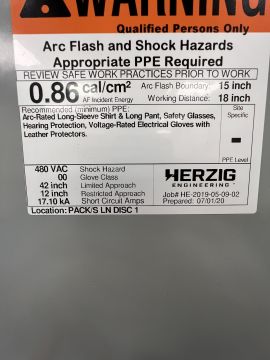 WARNING
Qualified Persons Only
Arc Flash and Shock Hazards
Appropriate PPE Required
REVIEW SAFE WORK PRACTICES PRIOR TO WORK
0.86 cal/cm² Arc Flash Boundary: 15 inch
AF Incident Energy Working Distance: 18 inch
Recommended (minimum) PPE: Site Specific
Arc-Rated Long-Sleeve Shirt & Long Pant, Safety Glasses,
Hearing Protection, Voltage-Rated Electrical Gloves with
Leather Protectors.
PPE Level
480 VAC Shock Hazard
00 Glove Class
42 inch Limited Approach
12 inch Restricted Approach
17.10 kA Short Circuit Amps
HERZIG
ENGINEERING
Job# HE-2019-05-09-02
Prepared: 07/01/20
Location: PACK/S LN DISC 1